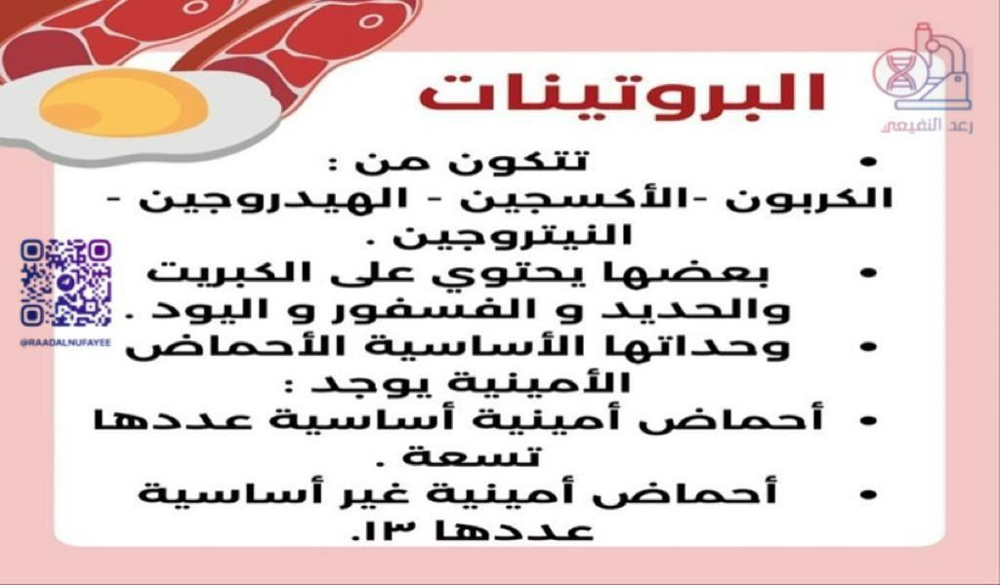 البروتينات
رعد النفيعي
• تتكون من :
الكربون -الأكسجين - الهيدروجين -
النيتروجين .
• بعضها يحتوي على الكبريت
والحديد و الفسفور و اليود .
@RAADALNUFAYEE
• وحداتها الأساسية الأحماض
الأمينية يوجد :
• أحماض أمينية أساسية عددها
تسعة .
• أحماض أمينية غير أساسية
عددها ١٣.